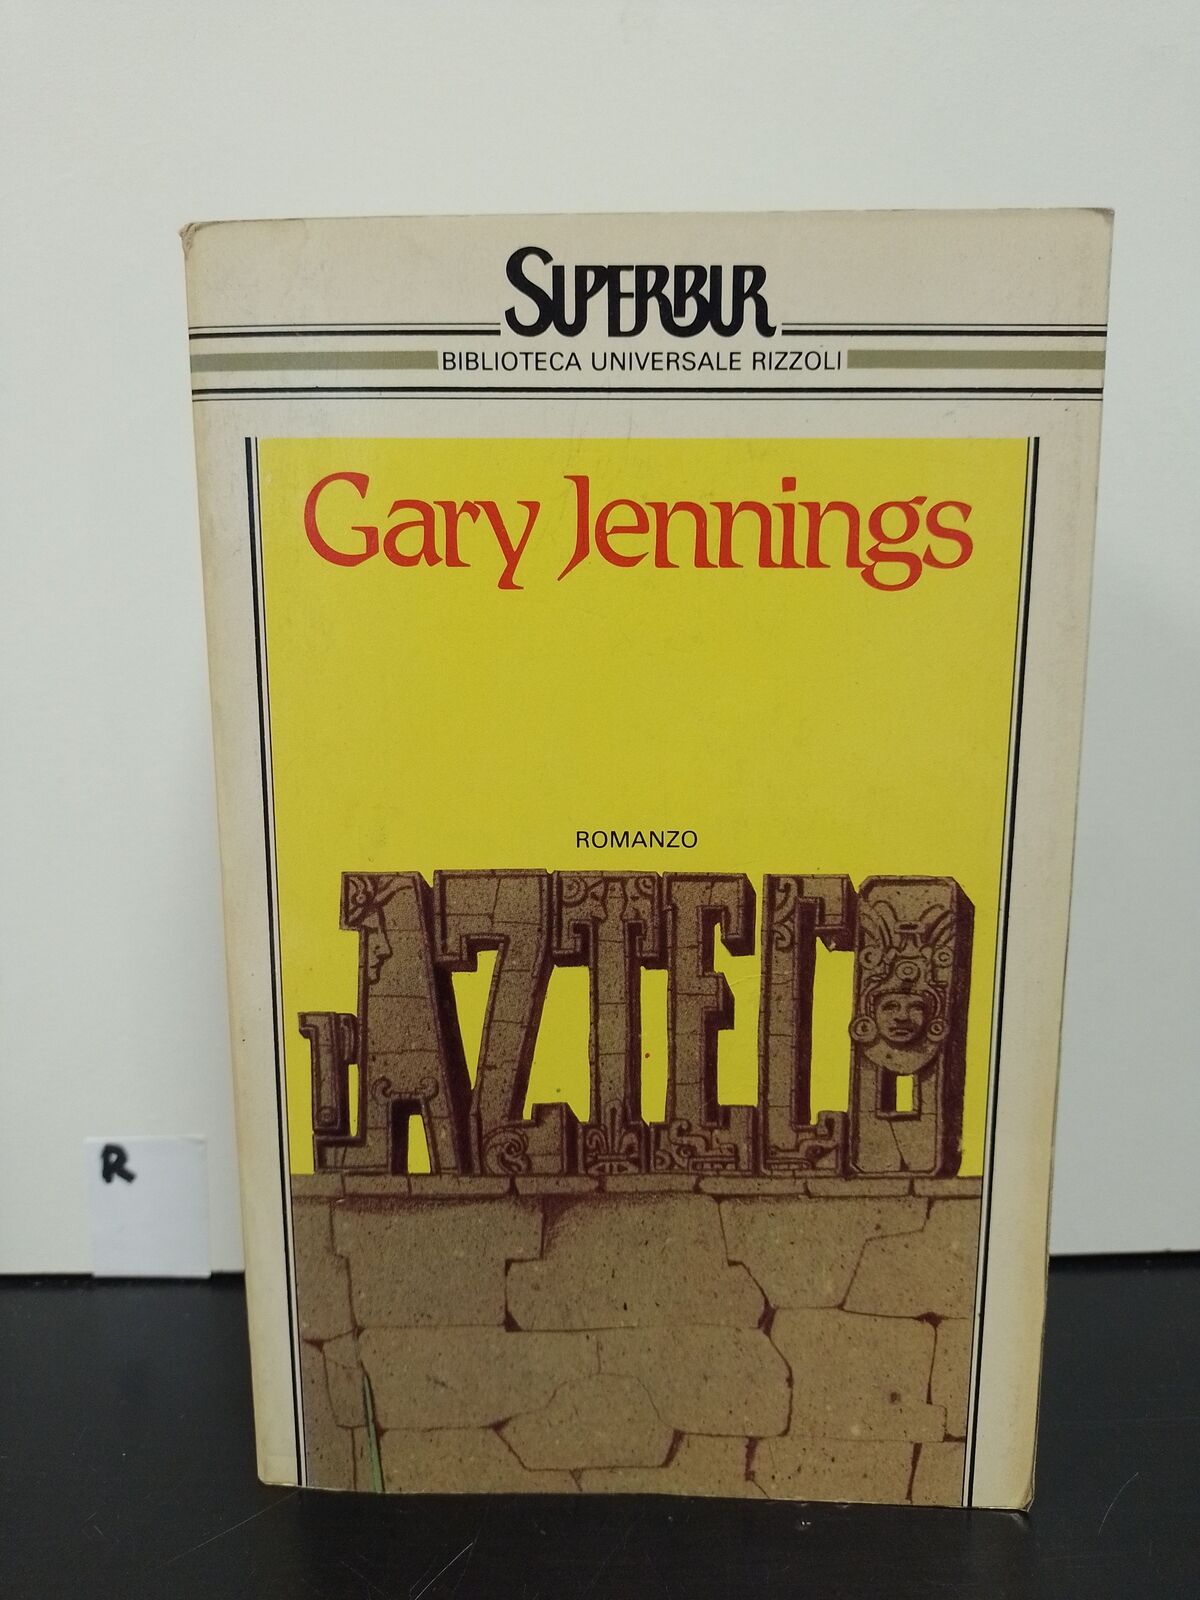 SUPERBUR
BIBLIOTECA UNIVERSALE RIZZOLI
Gary Jennings
ROMANZO
l'AZTECO
R